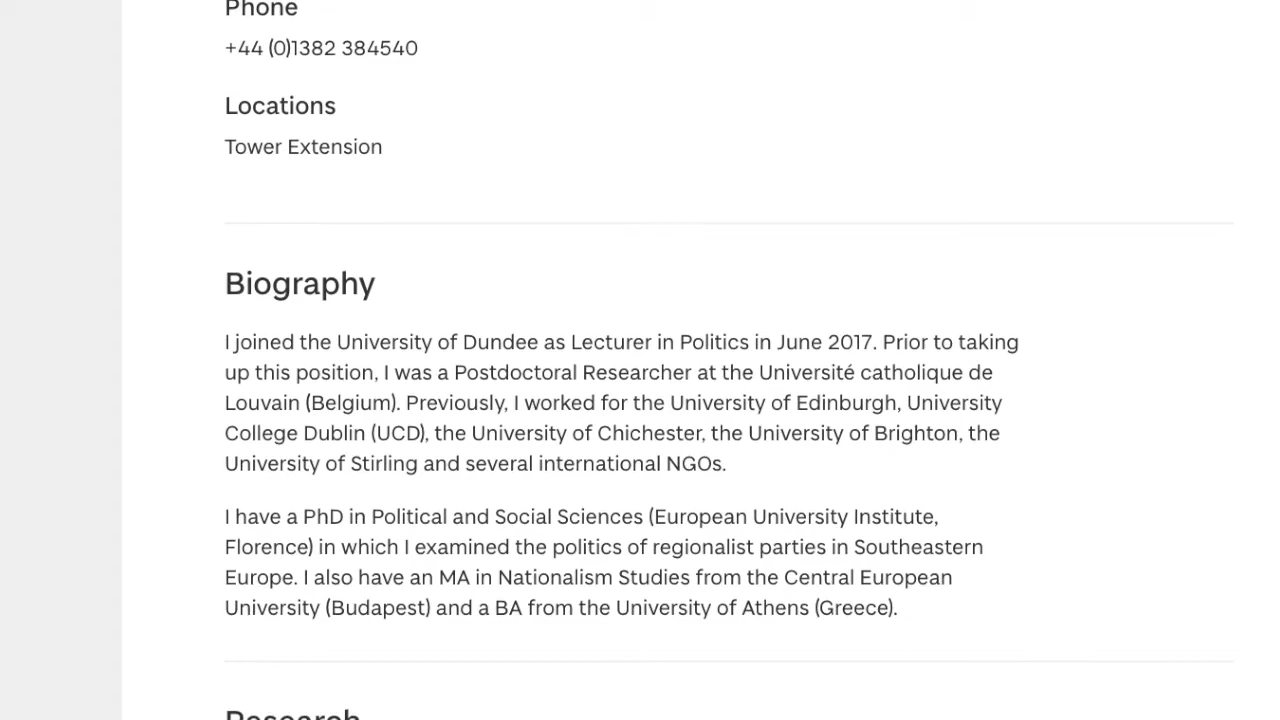 Phone
+44 (0)1382 384540
Locations
Tower Extension
Biography
I joined the University of Dundee as Lecturer in Politics in June 2017. Prior to taking
up this position, I was a Postdoctoral Researcher at the Université catholique de
Louvain (Belgium). Previously, I worked for the University of Edinburgh, University
College Dublin (UCD), the University of Chichester, the University of Brighton, the
University of Stirling and several international NGOs.
I have a PhD in Political and Social Sciences (European University Institute,
Florence) in which I examined the politics of regionalist parties in Southeastern
Europe. I also have an MA in Nationalism Studies from the Central European
University (Budapest) and a BA from the University of Athens (Greece).
Research